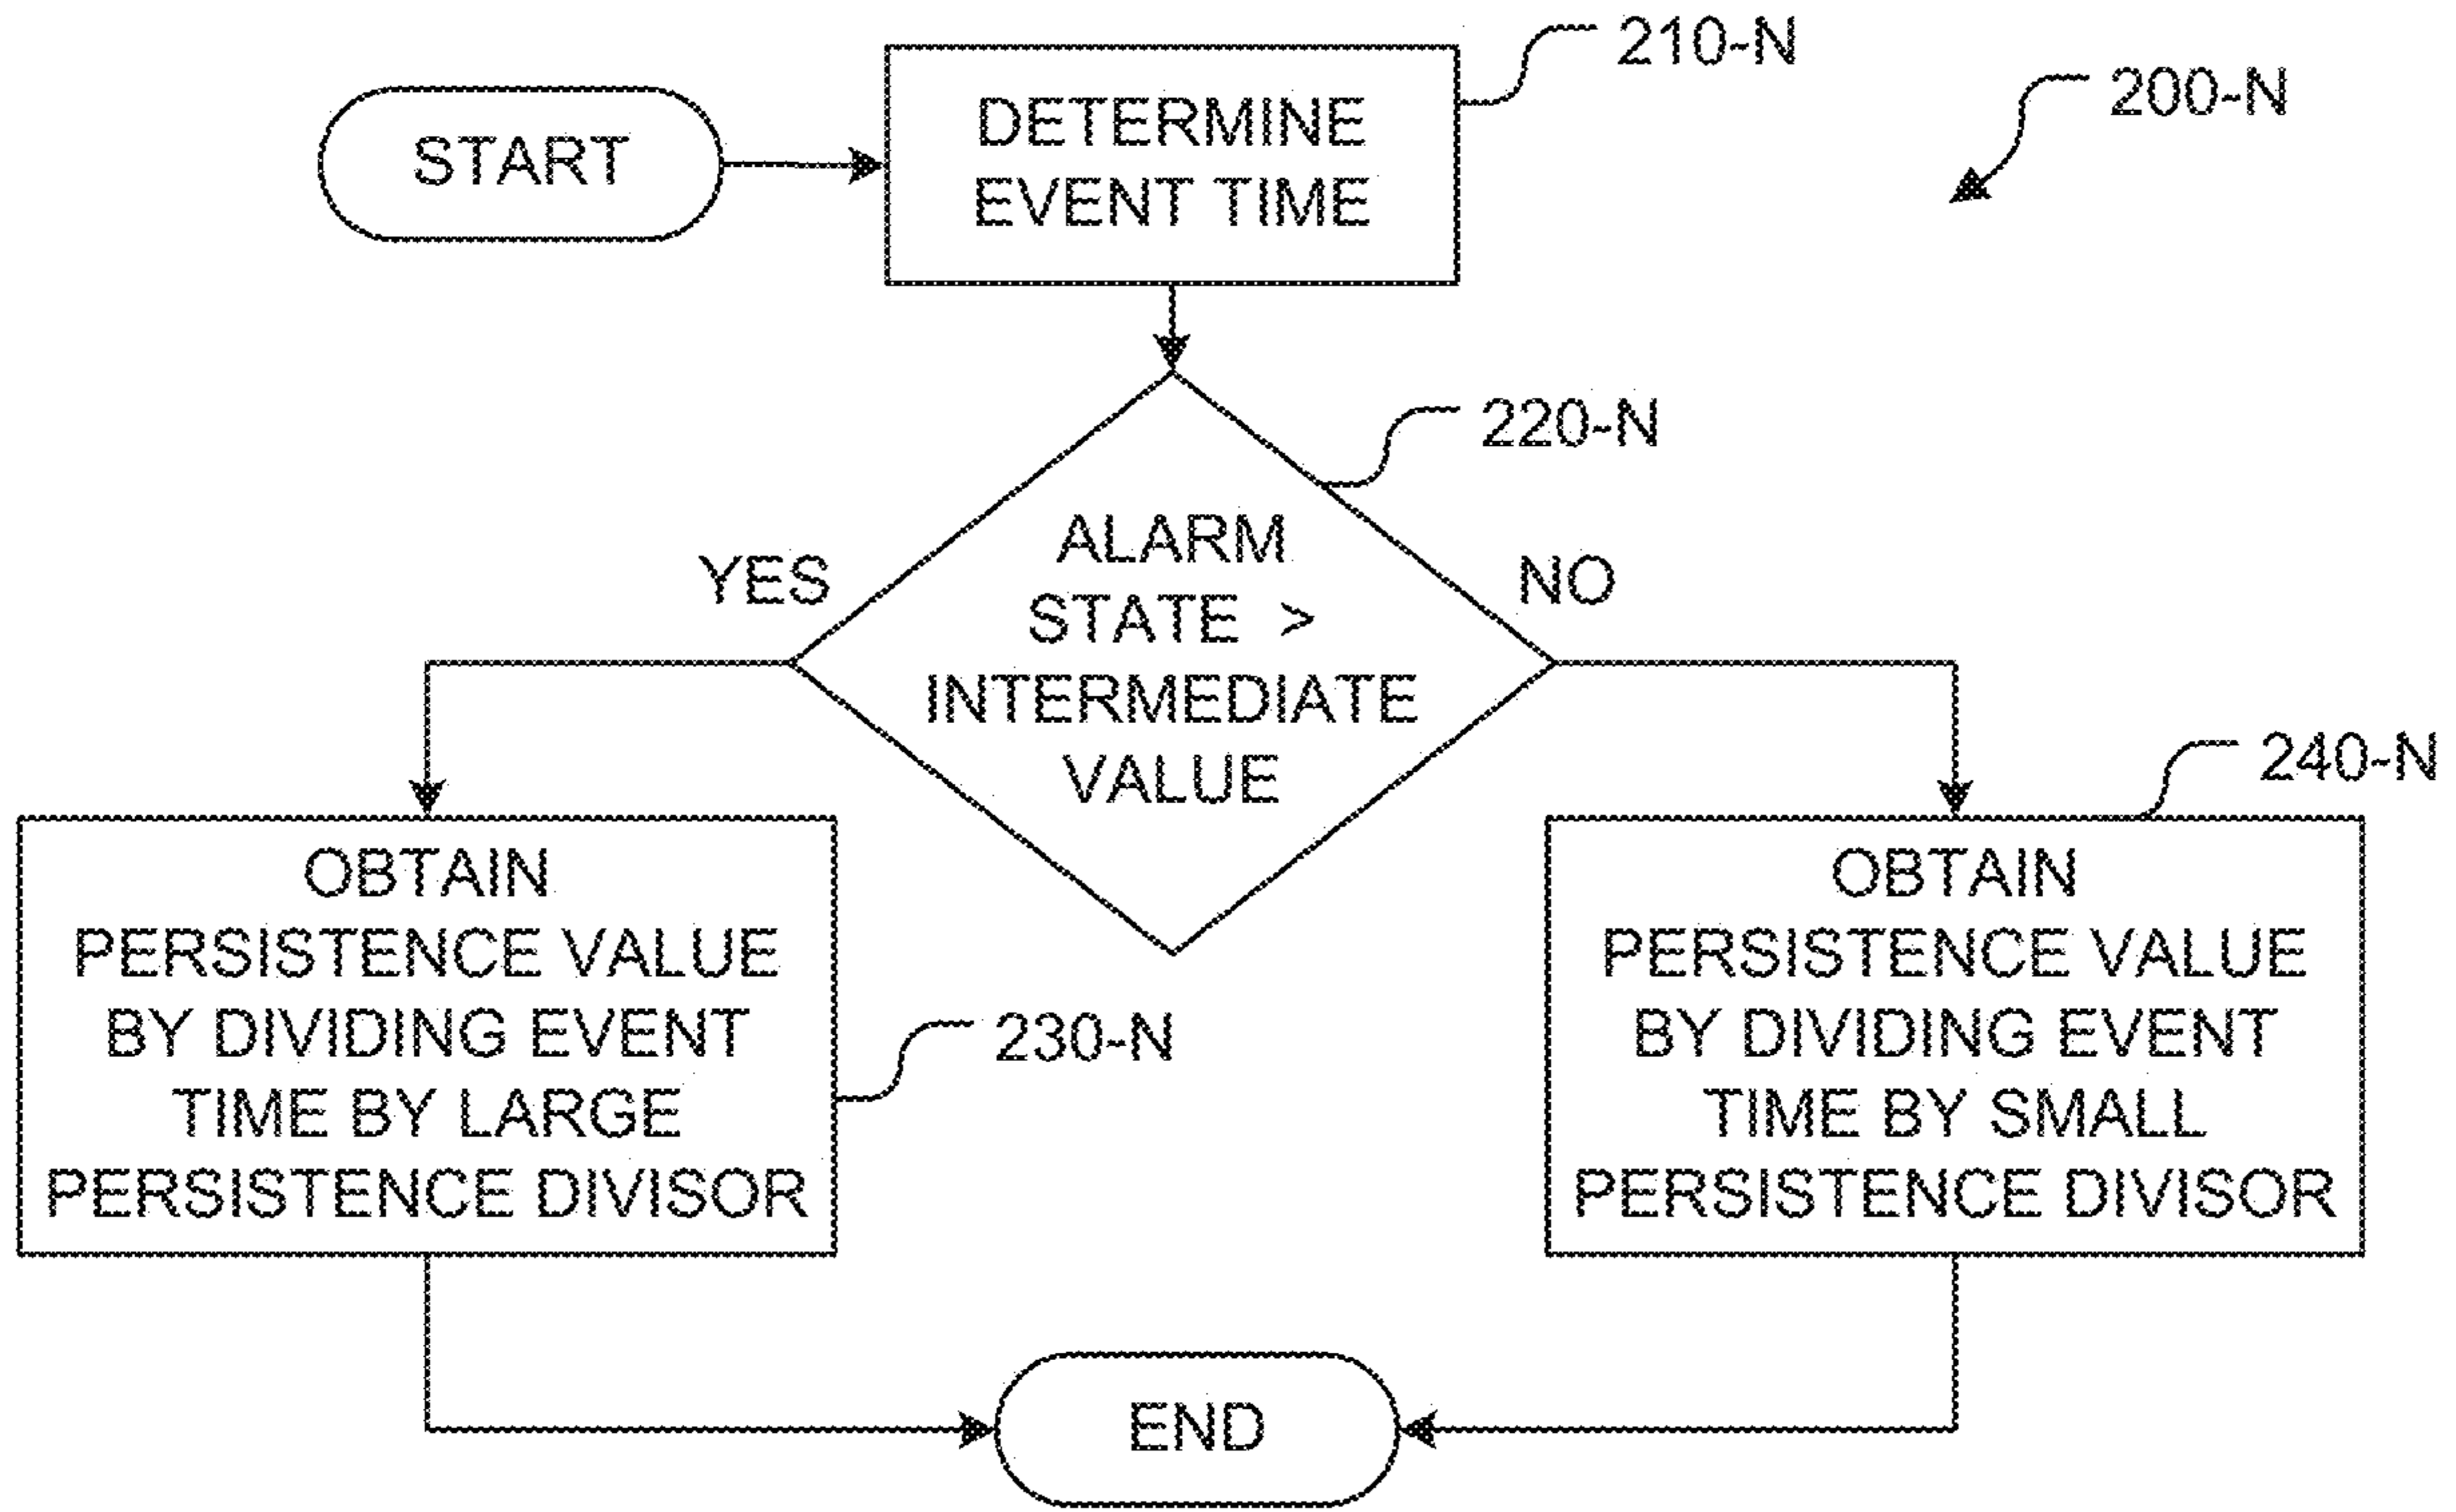 210-N
200-N
START
DETERMINE
EVENT TIME
220-N
ALARM
STATE >
INTERMEDIATE
VALUE
YES
NO
240-N
OBTAIN
PERSISTENCE VALUE
BY DIVIDING EVENT
TIME BY LARGE
PERSISTENCE DIVISOR
230-N
OBTAIN
PERSISTENCE VALUE
BY DIVIDING EVENT
TIME BY SMALL
PERSISTENCE DIVISOR
END